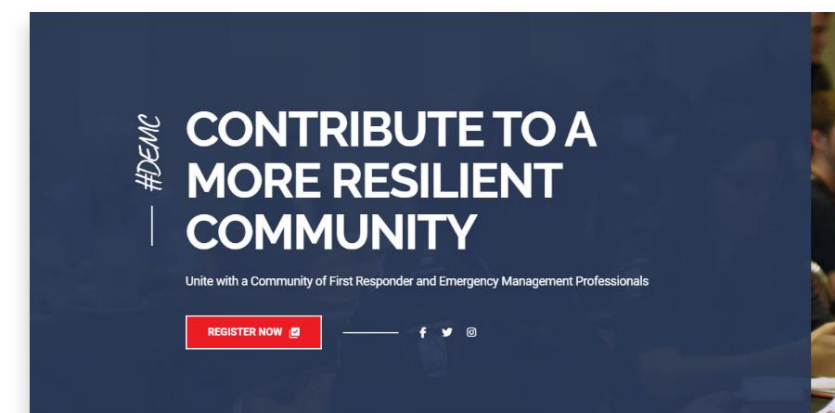 #DEMC
CONTRIBUTE TO A
MORE RESILIENT
COMMUNITY
Unite with a Community of First Responder and Emergency Management Professionals
REGISTER NOW